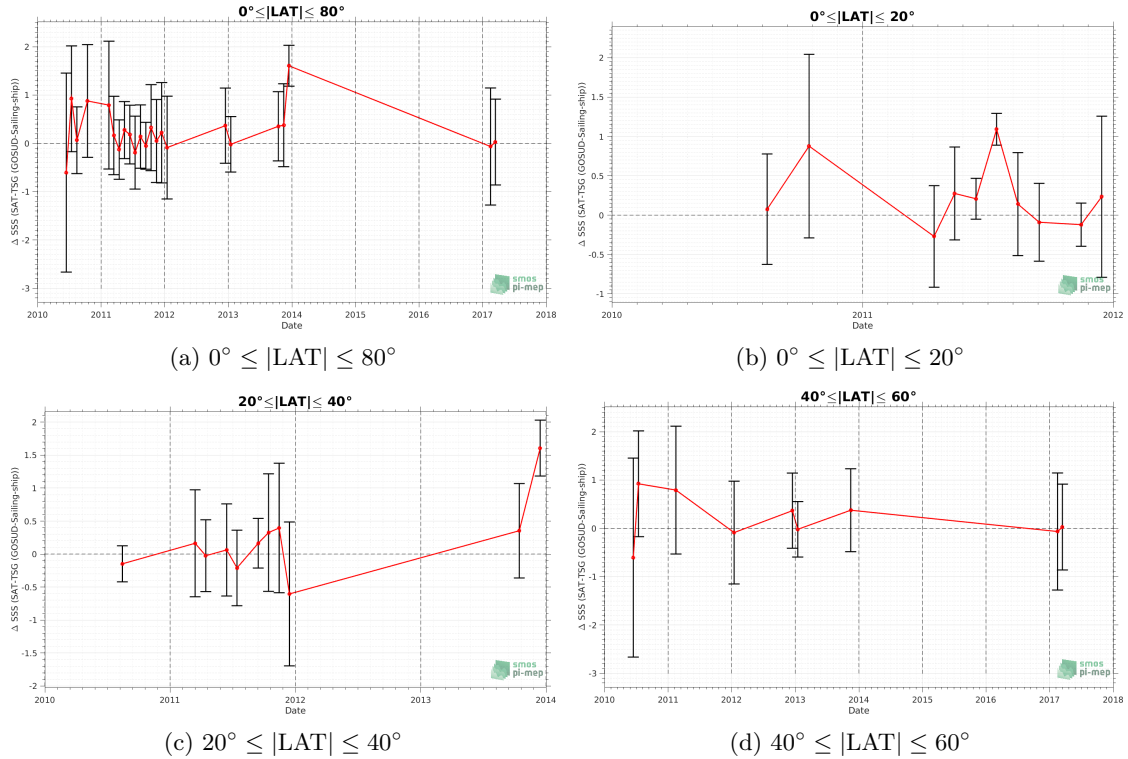 0°≤|LAT|≤ 80°
Δ SSS (SAT-TSG (GOSUD-Sailing-ship))
2
1
0
-1
-2
-3
2010 2011 2012 2013 2014 2015 2016 2017 2018
Date
smos
pi-mep
(a) 0° ≤ |LAT| ≤ 80°
0°≤|LAT|≤ 20°
Δ SSS (SAT-TSG (GOSUD-Sailing-ship))
2
1.5
1
0.5
0
-0.5
-1
2010 2011 2012
Date
smos
pi-mep
(b) 0° ≤ |LAT| ≤ 20°
20°≤|LAT|≤ 40°
Δ SSS (SAT-TSG (GOSUD-Sailing-ship))
2
1.5
1
0.5
0
-0.5
-1
-1.5
-2
2010 2011 2012 2013 2014
Date
smos
pi-mep
(c) 20° ≤ |LAT| ≤ 40°
40°≤|LAT|≤ 60°
Δ SSS (SAT-TSG (GOSUD-Sailing-ship))
2
1
0
-1
-2
-3
2010 2011 2012 2013 2014 2015 2016 2017 2018
Date
smos
pi-mep
(d) 40° ≤ |LAT| ≤ 60°